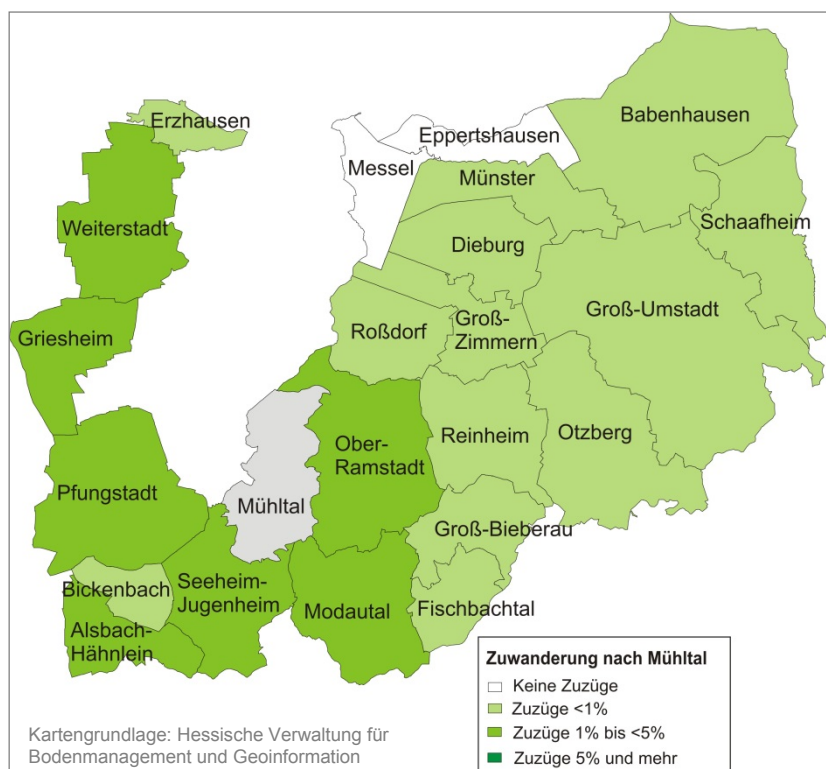 Erzhausen
Babenhausen
Eppertshausen
Messel
Münster
Schaafheim
Weiterstadt
Dieburg
Groß-Umstadt
Griesheim
Roßdorf
Groß-
Zimmern
Ober-
Ramstadt
Reinheim
Otzberg
Pfungstadt
Mühltal
Groß-Bieberau
Bickenbach
Seeheim-
Jugenheim
Modautal
Fischbachtal
Alsbach-
Hähnlein
Zuwanderung nach Mühltal
Keine Zuzüge
Zuzüge <1%
Zuzüge 1% bis <5%
Zuzüge 5% und mehr
Kartengrundlage: Hessische Verwaltung für
Bodenmanagement und Geoinformation